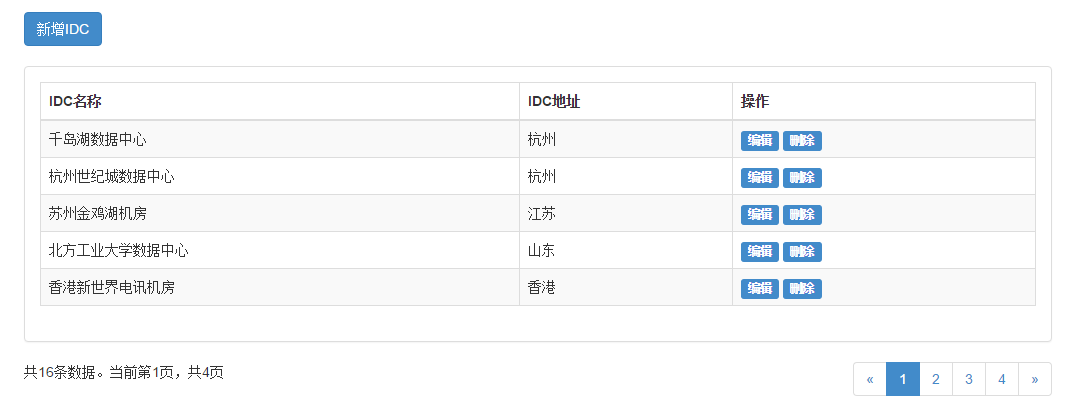 新增IDC
IDC名称 IDC地址 操作
千岛湖数据中心 杭州 编辑 删除
杭州世纪城数据中心 杭州 编辑 删除
苏州金鸡湖机房 江苏 编辑 删除
北方工业大学数据中心 山东 编辑 删除
香港新世界电讯机房 香港 编辑 删除
共16条数据。当前第1页，共4页 « 1 2 3 4 »